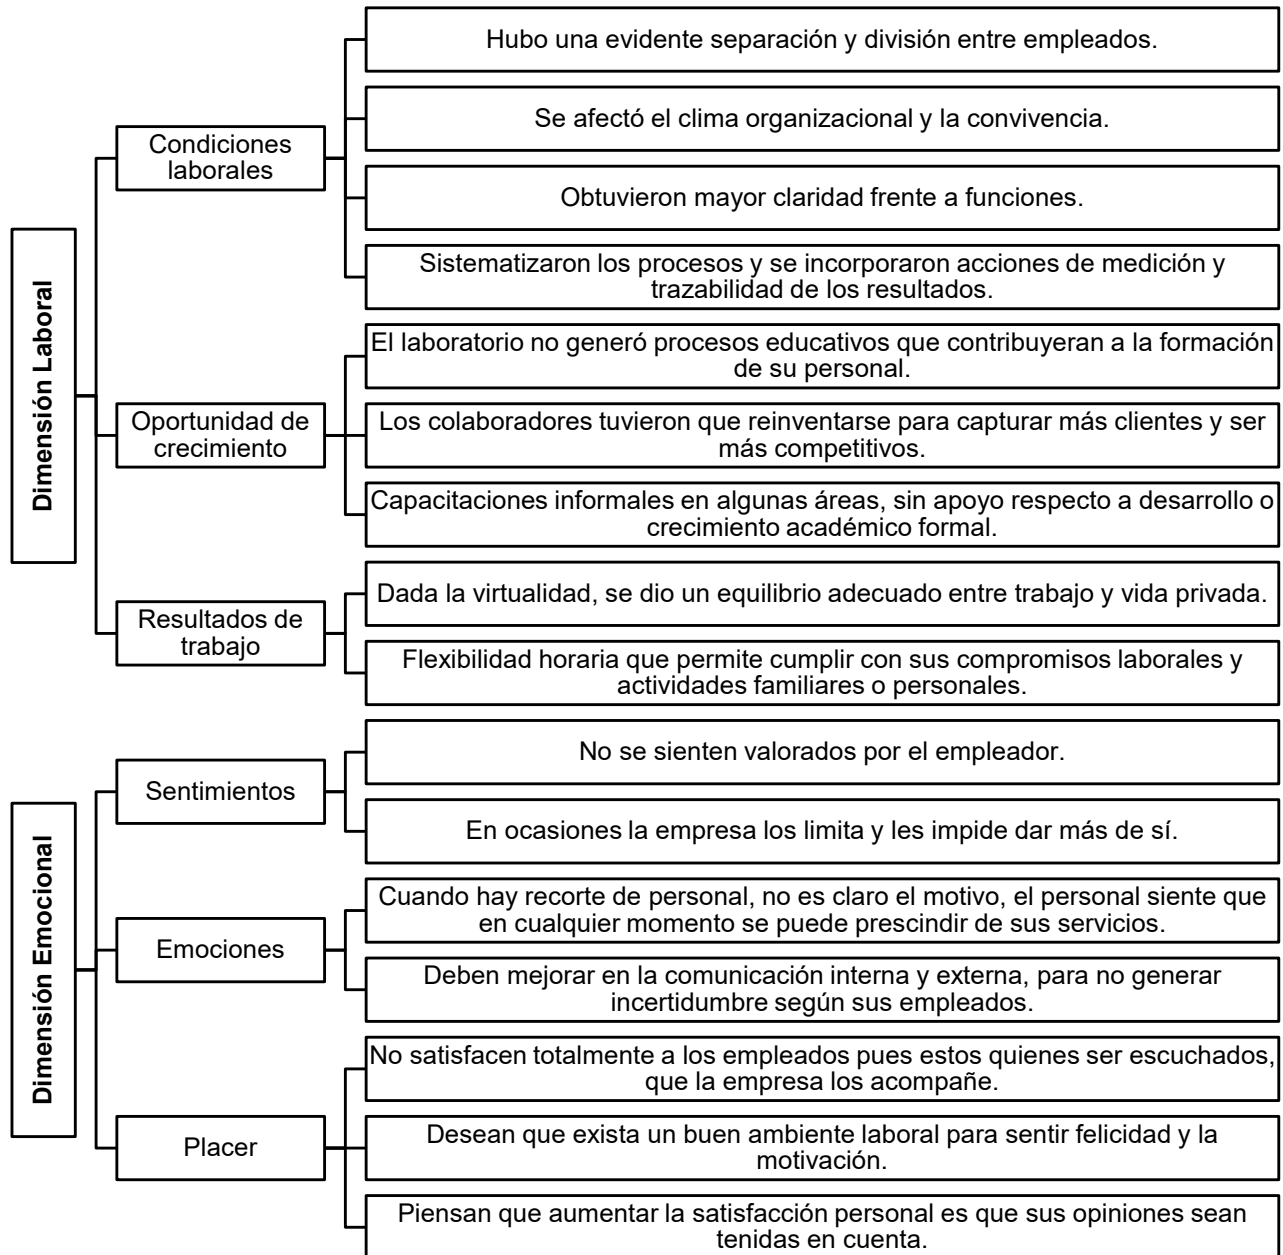 Dimensión Laboral
Condiciones
laborales
Hubo una evidente separación y división entre empleados.
Se afectó el clima organizacional y la convivencia.
Obtuvieron mayor claridad frente a funciones.
Sistematizaron los procesos y se incorporaron acciones de medición y
trazabilidad de los resultados.
Oportunidad de
crecimiento
El laboratorio no generó procesos educativos que contribuyeran a la formación
de su personal.
Los colaboradores tuvieron que reinventarse para capturar más clientes y ser
más competitivos.
Capacitaciones informales en algunas áreas, sin apoyo respecto a desarrollo o
crecimiento académico formal.
Resultados de
trabajo
Dada la virtualidad, se dio un equilibrio adecuado entre trabajo y vida privada.
Flexibilidad horaria que permite cumplir con sus compromisos laborales y
actividades familiares o personales.
Dimensión Emocional
Sentimientos
No se sienten valorados por el empleador.
En ocasiones la empresa los limita y les impide dar más de sí.
Emociones
Cuando hay recorte de personal, no es claro el motivo, el personal siente que
en cualquier momento se puede prescindir de sus servicios.
Deben mejorar en la comunicación interna y externa, para no generar
incertidumbre según sus empleados.
Placer
No satisfacen totalmente a los empleados pues estos quienes ser escuchados,
que la empresa los acompañe.
Desean que exista un buen ambiente laboral para sentir felicidad y la
motivación.
Piensan que aumentar la satisfacción personal es que sus opiniones sean
tenidas en cuenta.